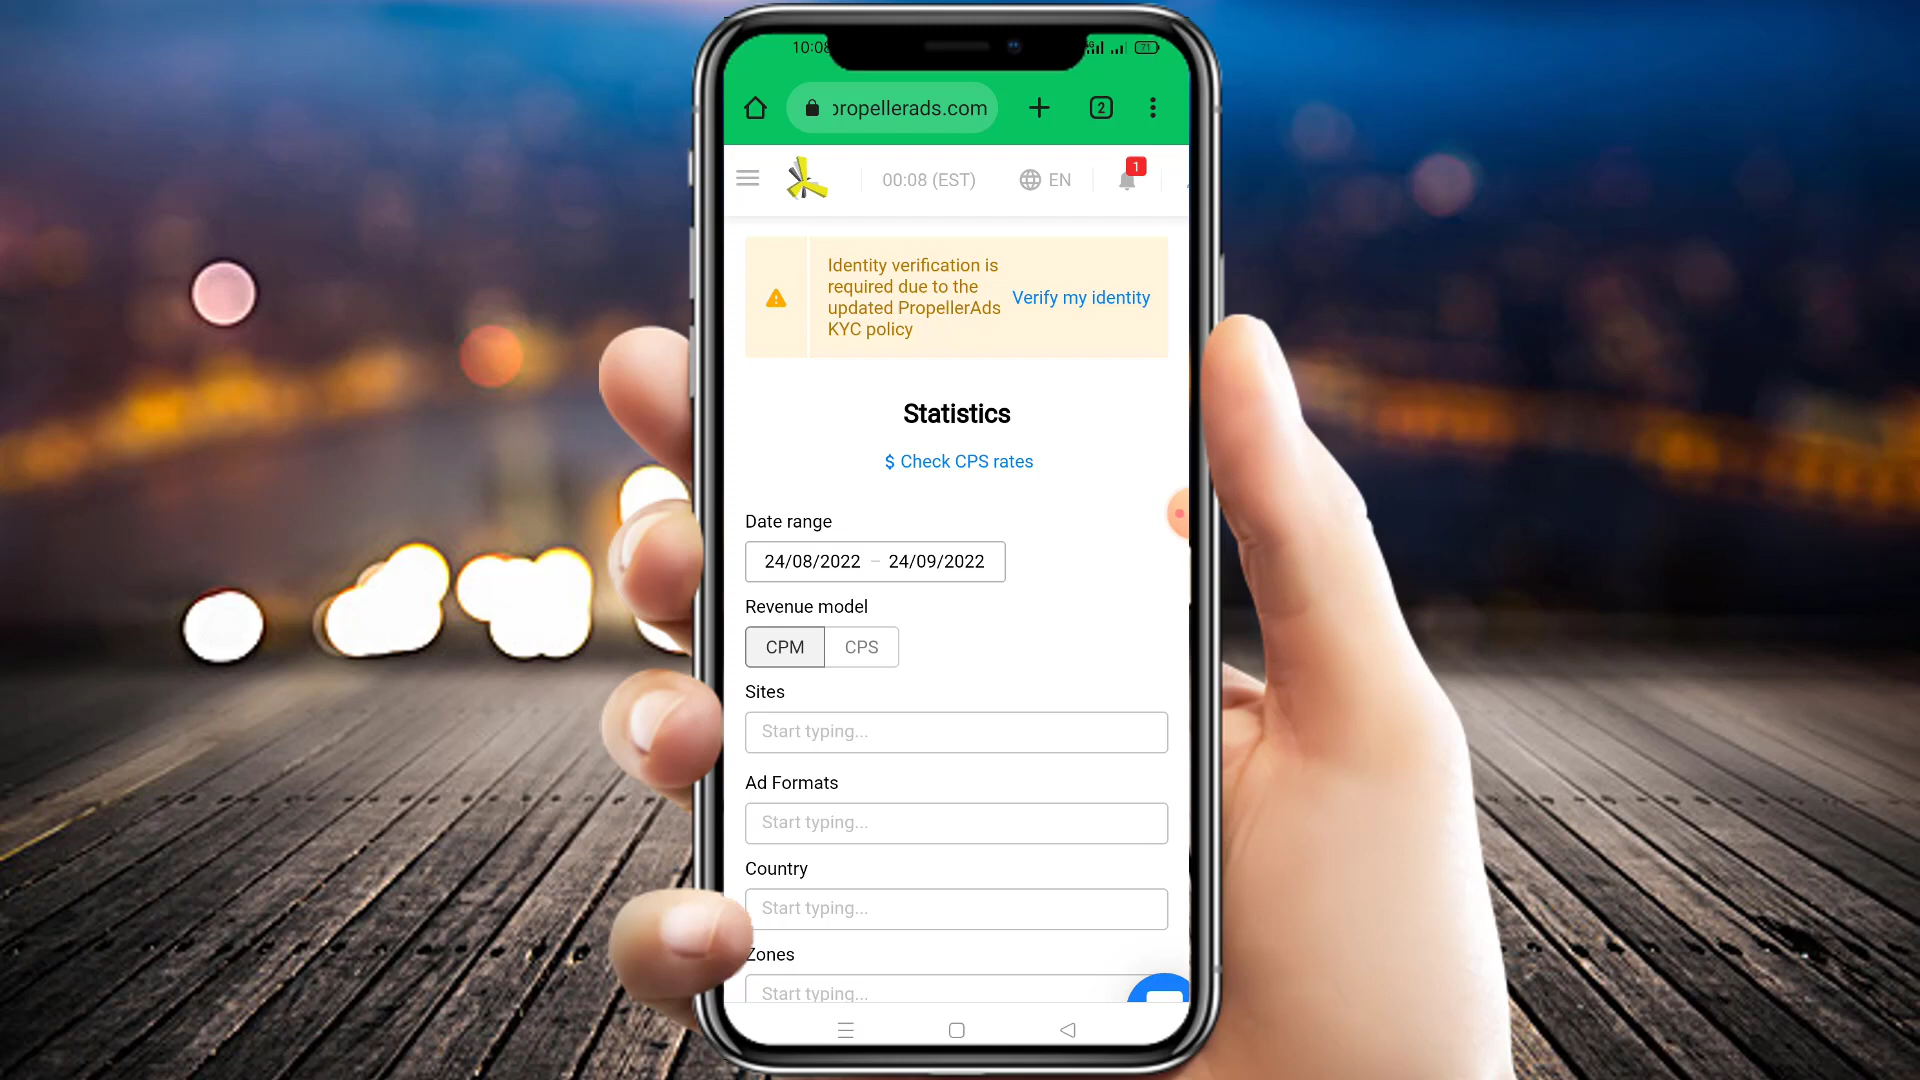 10:08
71
propellerads.com
2
00:08 (EST)
EN
1
Identity verification is
required due to the
updated PropellerAds
KYC policy
Verify my identity
Statistics
$ Check CPS rates
Date range
24/08/2022 – 24/09/2022
Revenue model
CPM
CPS
Sites
Start typing...
Ad Formats
Start typing...
Country
Start typing...
Zones
Start typing...